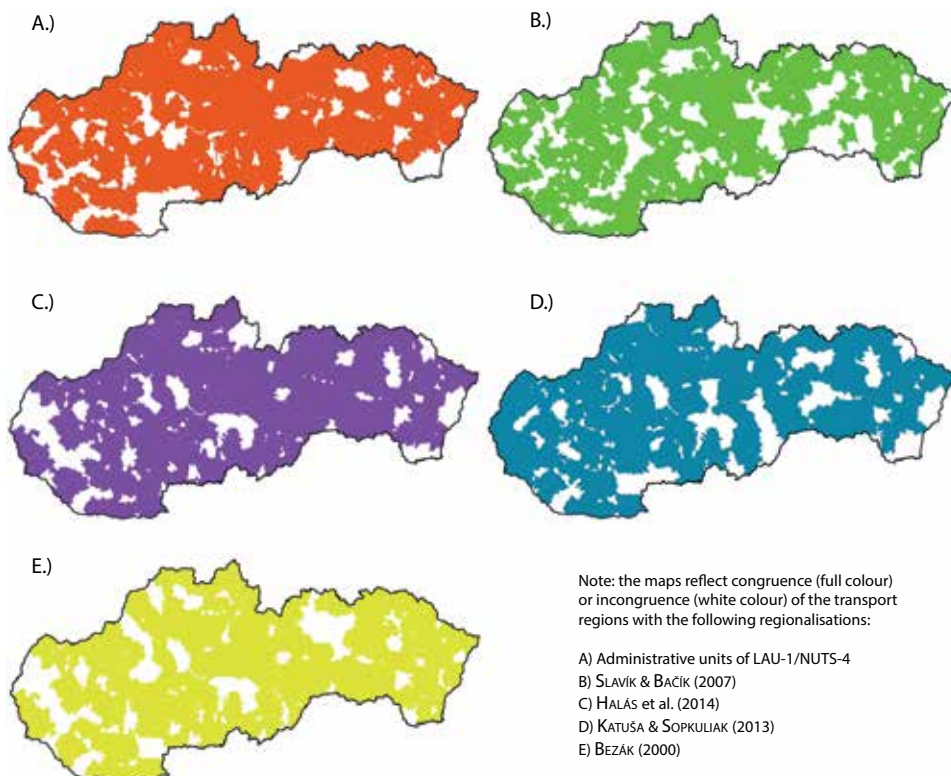 A.)
B.)
C.)
D.)
E.)
Note: the maps reflect congruence (full colour)
or incongruence (white colour) of the transport
regions with the following regionalisations:
A) Administrative units of LAU-1/NUTS-4
B) SLAVÍK & BAČÍK (2007)
C) HALÁS et al. (2014)
D) KATUŠA & SOPKULIAK (2013)
E) BEZÁK (2000)